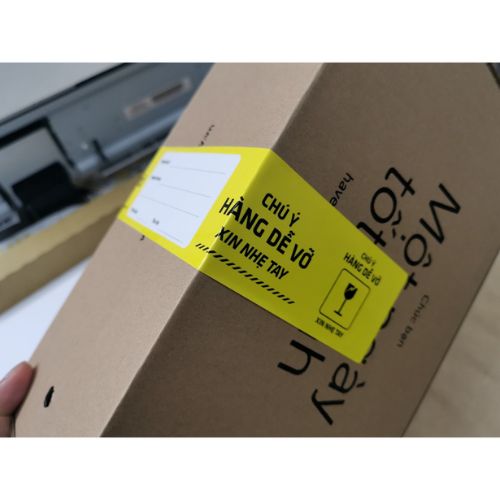 CHÚ Ý
HÀNG DỄ VỠ
XIN NHẸ TAY
CHÚ Ý
HÀNG DỄ VỠ
XIN NHẸ TAY
Chúc bạn
Một
tốt
have